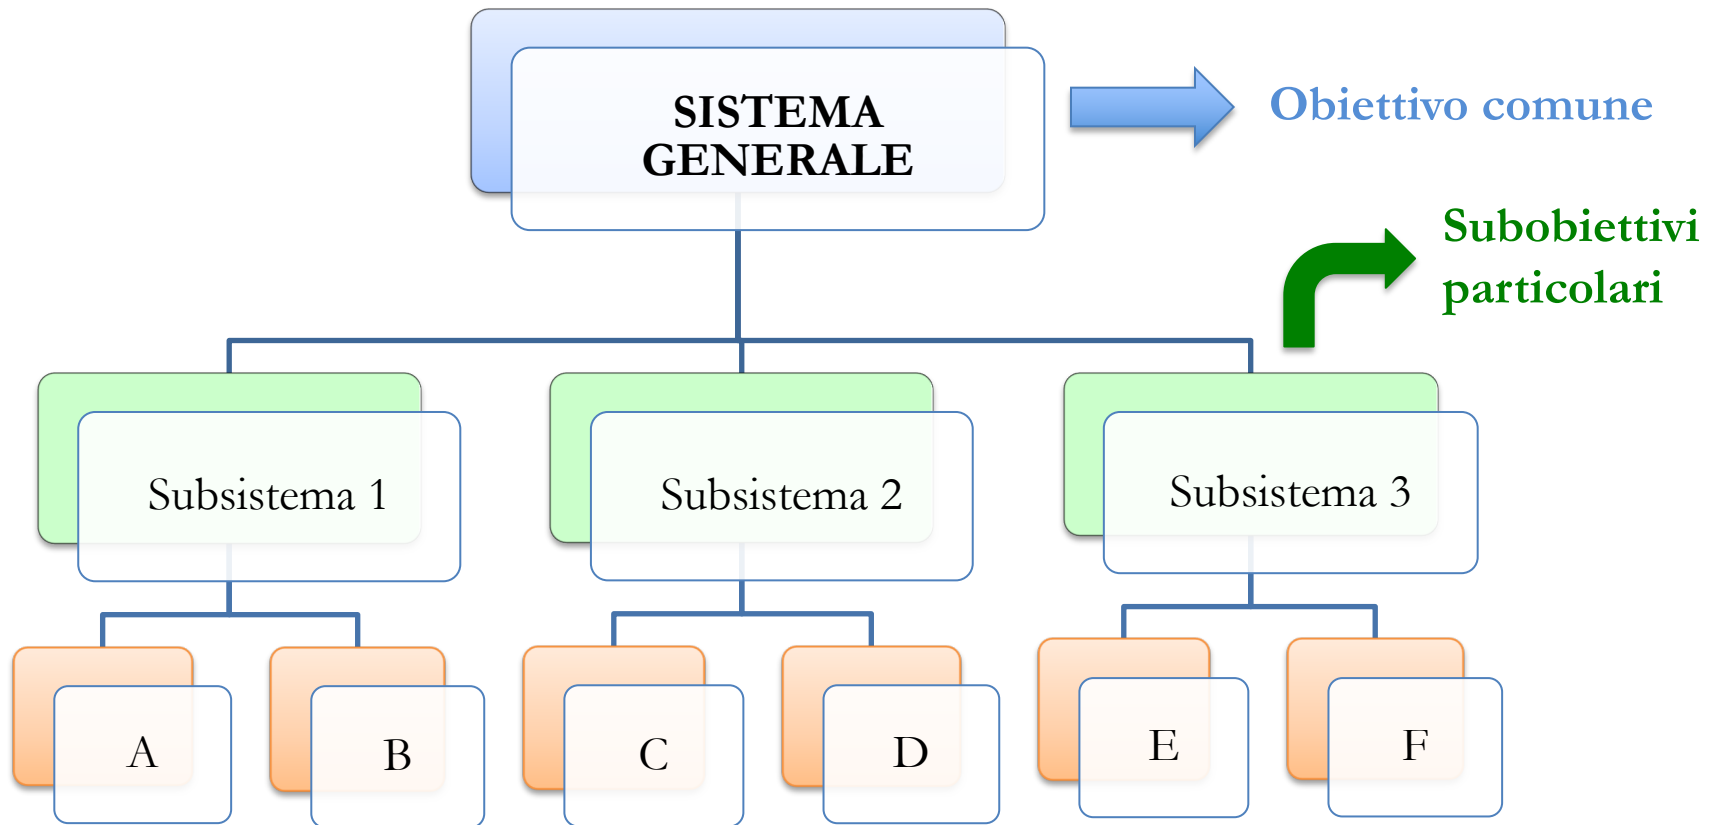 SISTEMA
GENERALE
Obiettivo comune
Subobiettivi
particolari
Subsistema 1
Subsistema 2
Subsistema 3
A
B
C
D
E
F